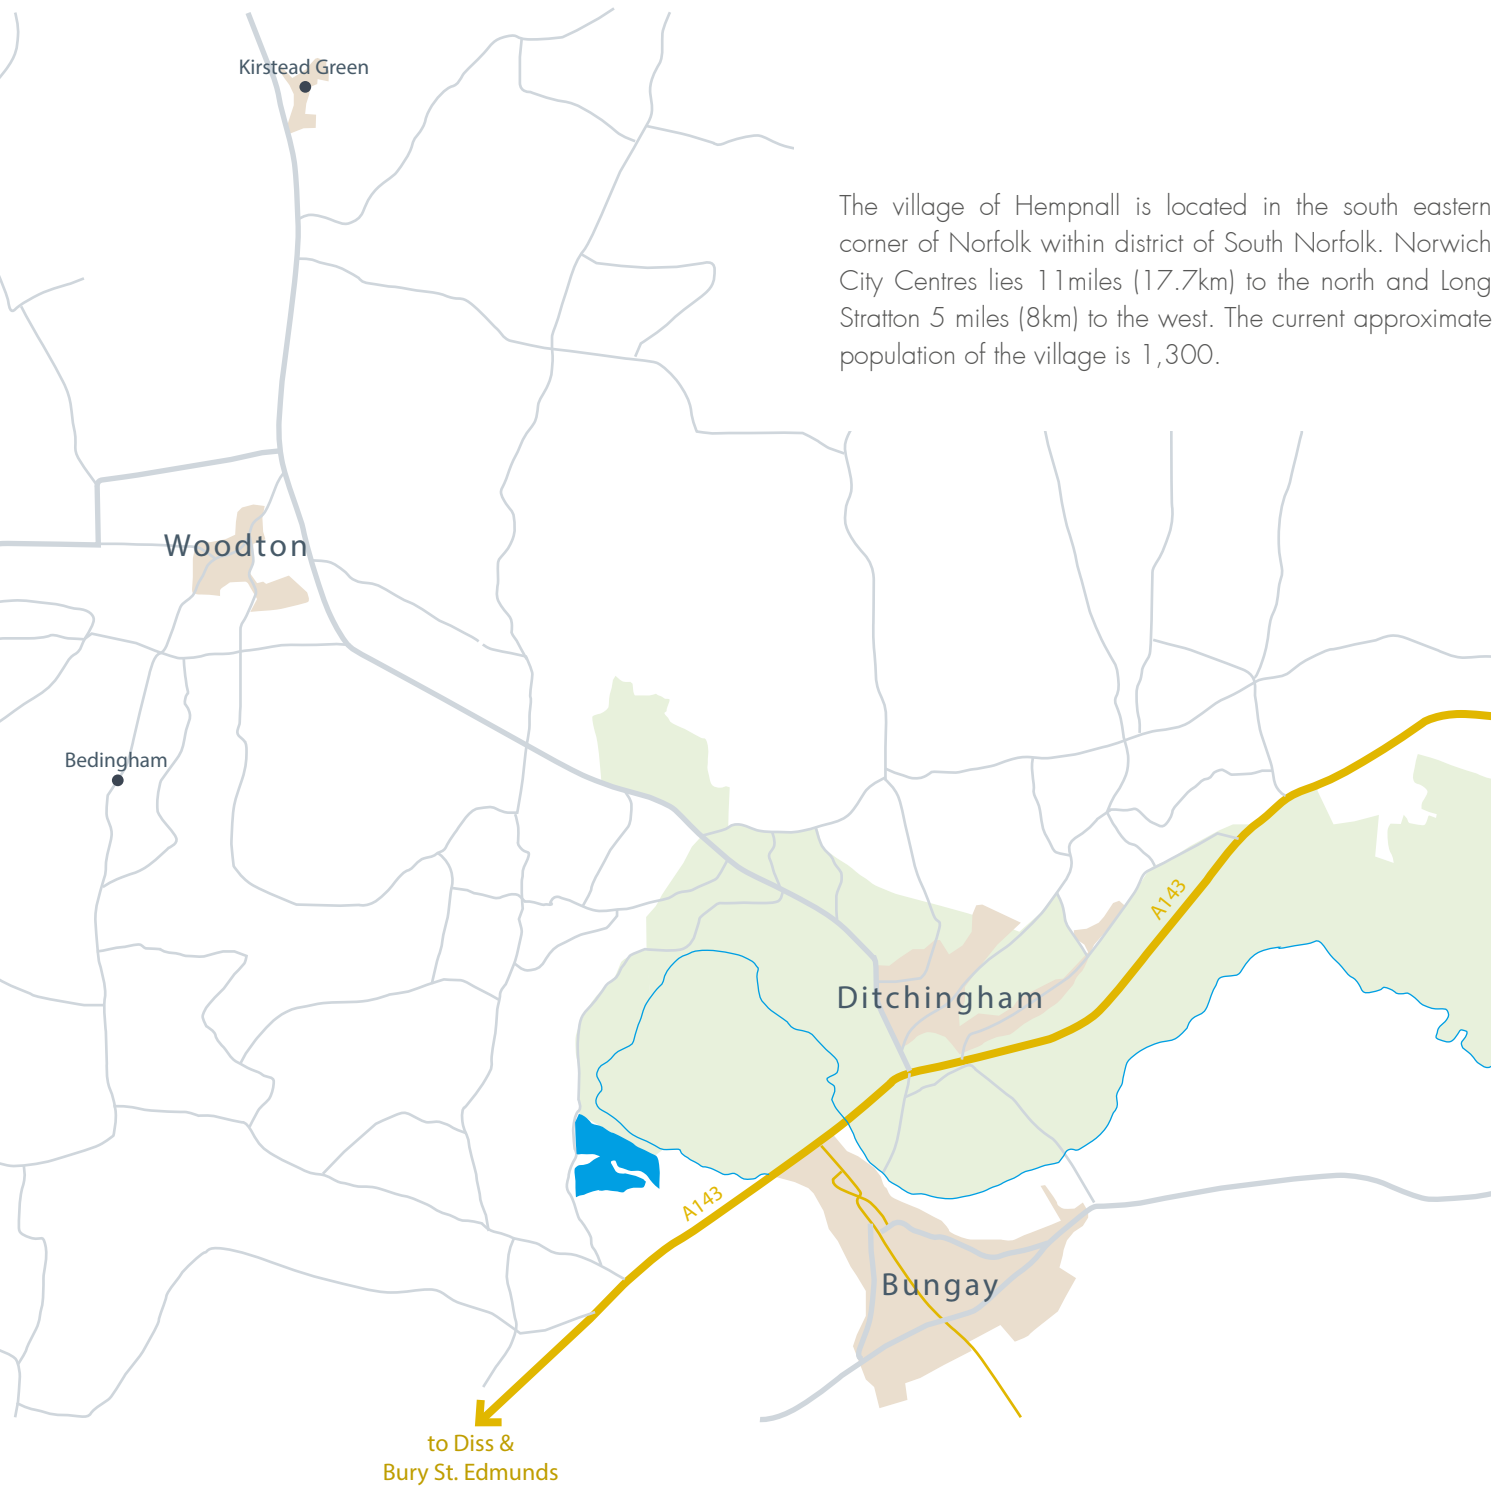 Kirstead Green
The village of Hempnall is located in the south eastern
corner of Norfolk within district of South Norfolk. Norwich
City Centres lies 11miles (17.7km) to the north and Long
Stratton 5 miles (8km) to the west. The current approximate
population of the village is 1,300.
Woodton
Bedingham
A143
Ditchingham
A143
Bungay
to Diss &
Bury St. Edmunds